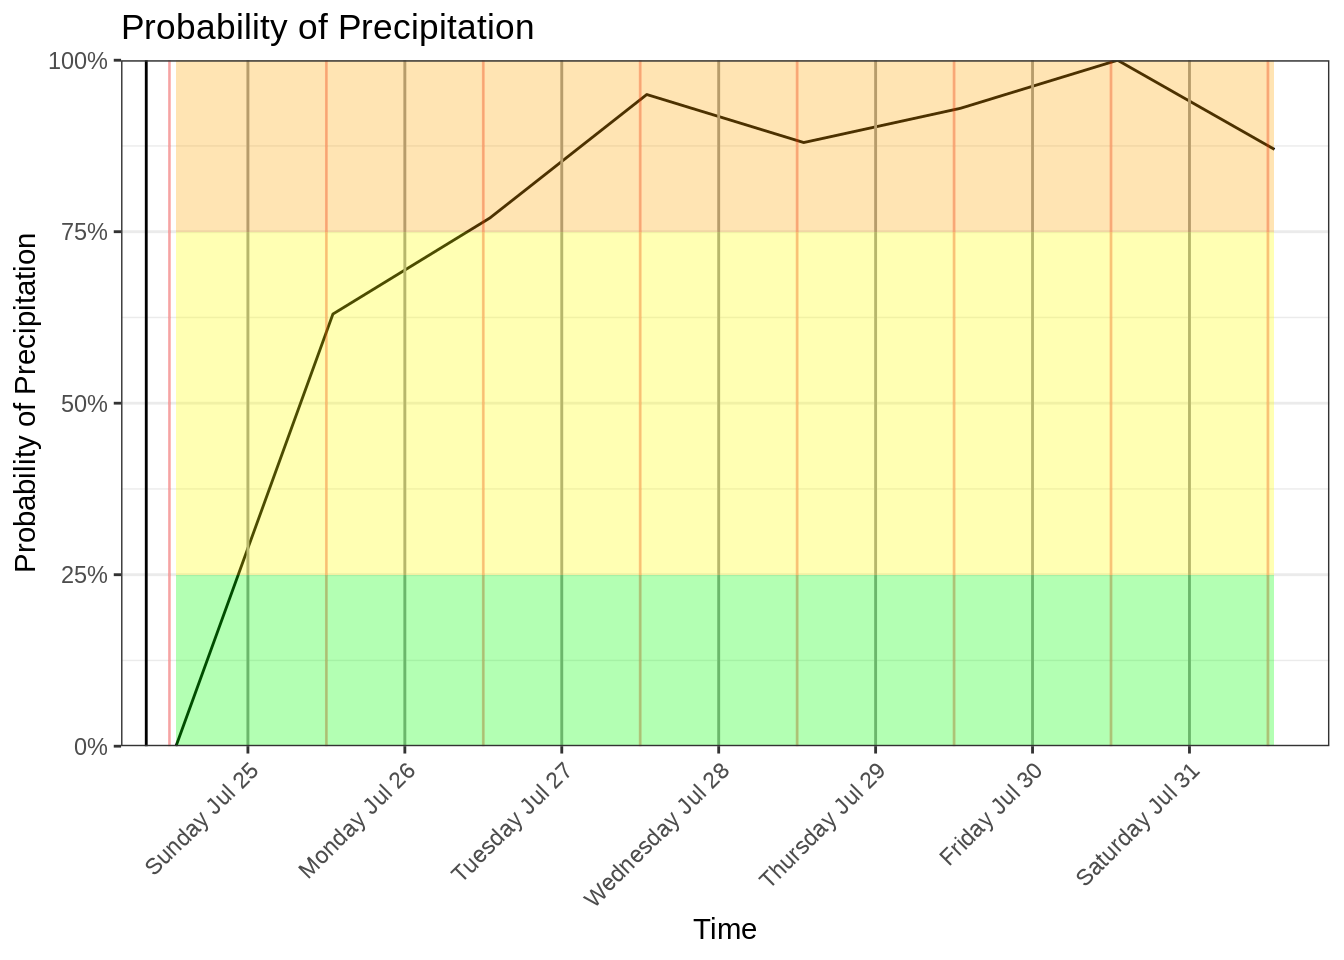 Probability of Precipitation
100%
75%
50%
25%
0%
Probability of Precipitation
Sunday Jul 25
Monday Jul 26
Tuesday Jul 27
Wednesday Jul 28
Thursday Jul 29
Friday Jul 30
Saturday Jul 31
Time